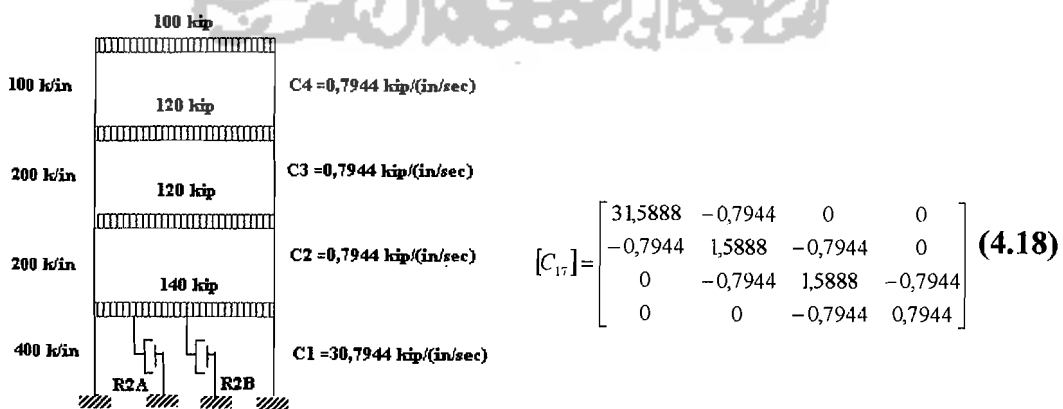 100 kip
100 k/in
C4 =0,7944 kip/(in/sec)
120 kip
200 k/in
C3 =0,7944 kip/(in/sec)
120 kip
200 k/in
C2 =0,7944 kip/(in/sec)
140 kip
400 k/in
C1 =30,7944 kip/(in/sec)
R2A R2B
[C17]= [31,5888 −0,7944 0 0
−0,7944 1,5888 −0,7944 0
0 −0,7944 1,5888 −0,7944
0 0 −0,7944 0,7944] (4.18)